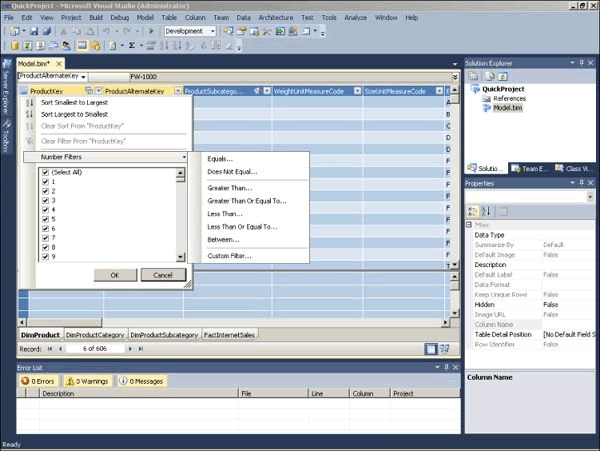 QuickProject - Microsoft Visual Studio (Administrator)
File Edit View Project Build Debug Model Table Column Team Data Architecture Test Tools Analyze Window Help
Development
Server Explorer
Toolbox
Model.bim*
[ProductAlternateKey] FW-1000
ProductKey ProductAlternateKey ProductSubcatego... WeightUnitMeasureCode SizeUnitMeasureCode
Sort Smallest to Largest
Sort Largest to Smallest
Clear Sort From "ProductKey"
Clear Filter From "ProductKey"
Number Filters
(Select All)
1
2
3
4
5
6
7
8
9
OK Cancel
Equals...
Does Not Equal...
Greater Than...
Greater Than Or Equal To...
Less Than...
Less Than Or Equal To...
Between...
Custom Filter...
DimProduct DimProductCategory DimProductSubcategory FactInternetSales
Record: 6 of 606
Error List
0 Errors 0 Warnings 0 Messages
Description File Line Column Project
Solution Explorer
QuickProject
References
Model.bim
Solutio... Team E... Class Vi...
Properties
Misc
Data Type
Summarize By Default
Default Image False
Description
Default Label False
Data Format
Keep Unique Rows False
Hidden False
Image URL False
Column Name
Table Detail Position [No Default Field S
Row Identifier False
Column Name
Ready